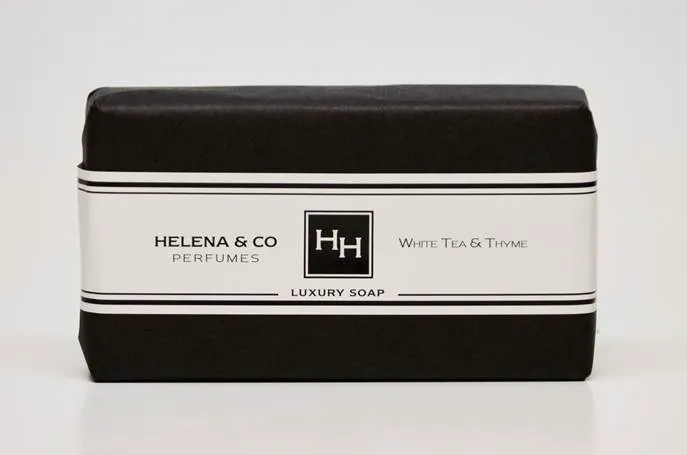 HELENA & CO
PERFUMES
HH
WHITE TEA & THYME
LUXURY SOAP